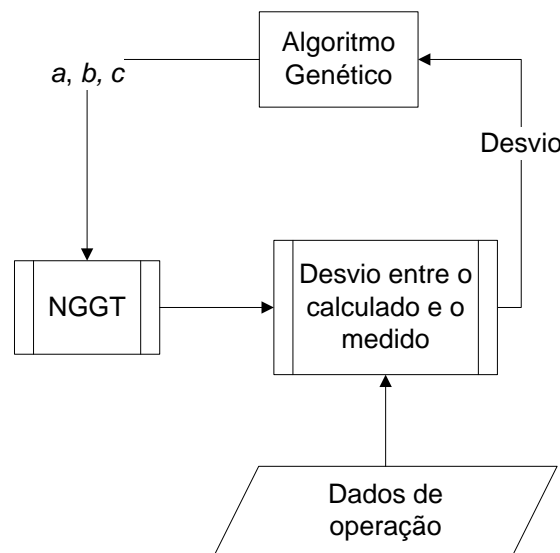 Algoritmo
Genético
a, b, c
Desvio
NGGT
Desvio entre o
calculado e o
medido
Dados de
operação